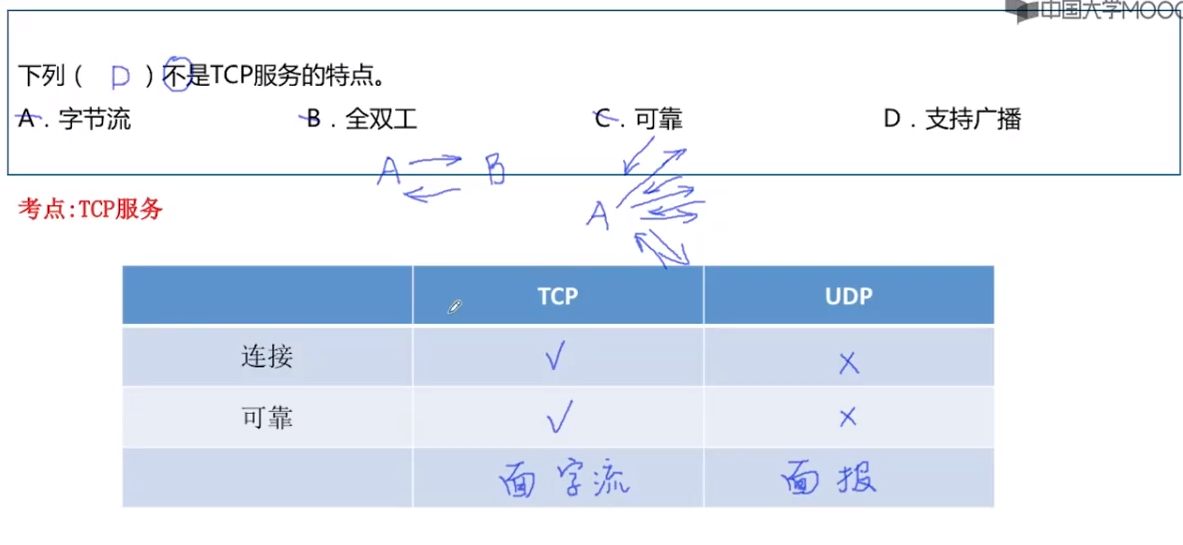 中国大学MOOC
下列（ D ）不是TCP服务的特点。
A．字节流 B．全双工 C．可靠 D．支持广播
A B
A
考点:TCP服务
TCP UDP
连接 √ ×
可靠 √ ×
面字流 面报